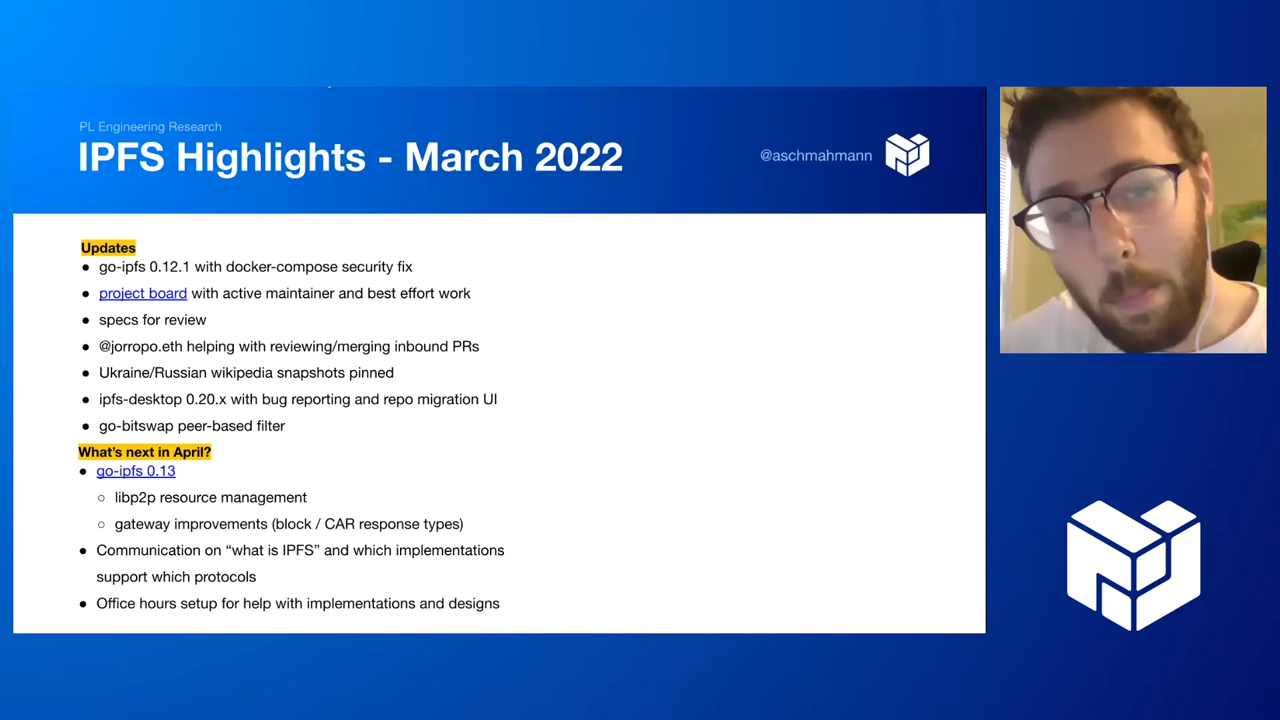 PL Engineering Research
IPFS Highlights - March 2022
@aschmahmann
Updates
● go-ipfs 0.12.1 with docker-compose security fix
● project board with active maintainer and best effort work
● specs for review
● @jorropo.eth helping with reviewing/merging inbound PRs
● Ukraine/Russian wikipedia snapshots pinned
● ipfs-desktop 0.20.x with bug reporting and repo migration UI
● go-bitswap peer-based filter
What's next in April?
● go-ipfs 0.13
○ libp2p resource management
○ gateway improvements (block / CAR response types)
● Communication on “what is IPFS” and which implementations
support which protocols
● Office hours setup for help with implementations and designs